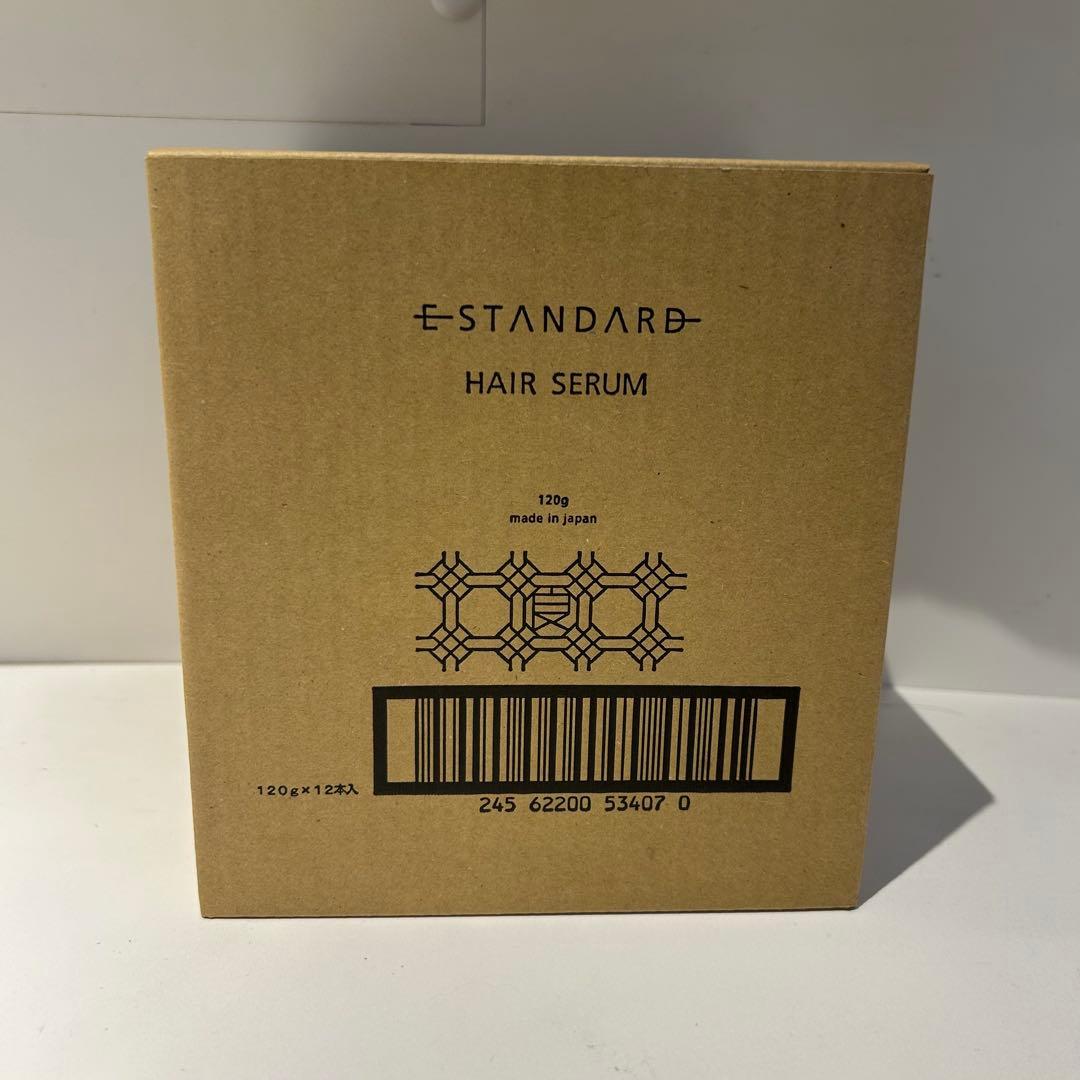 E STANDARD
HAIR SERUM
120g
made in japan
良
120g×12本入
245 62200 53407 0